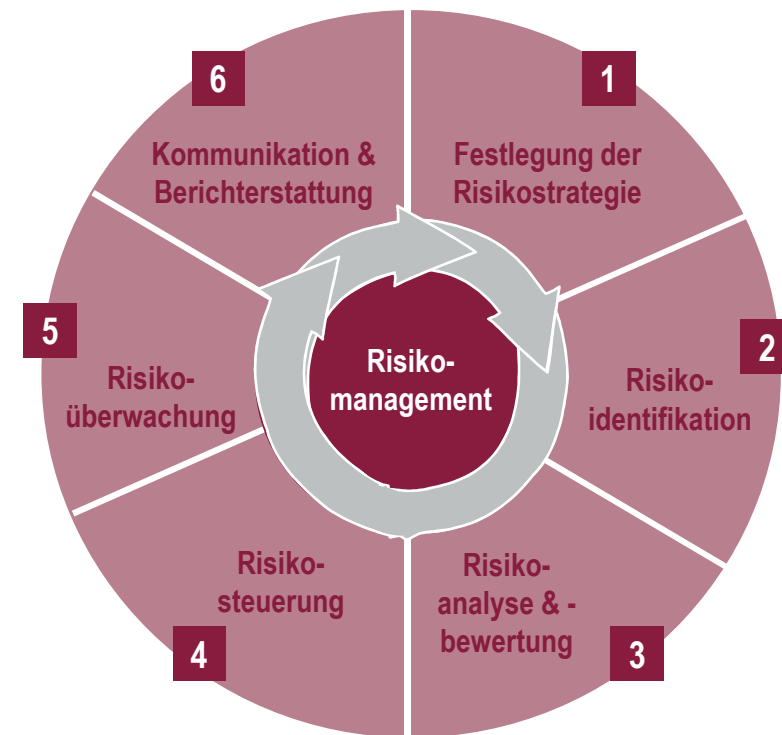 1
Festlegung der
Risikostrategie
2
Risiko-
identifikation
3
Risiko-
analyse & -
bewertung
4
Risiko-
steuerung
5
Risiko-
überwachung
6
Kommunikation &
Berichterstattung
Risiko-
management